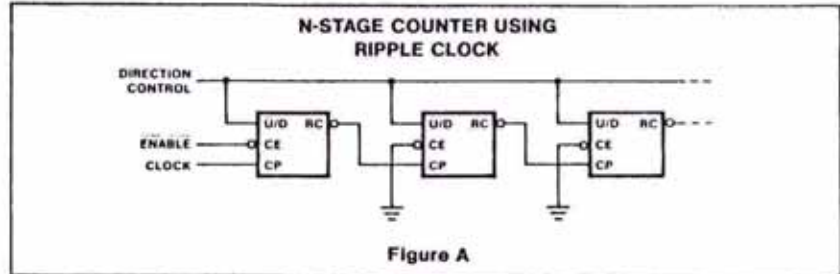 N-STAGE COUNTER USING
RIPPLE CLOCK
DIRECTION
CONTROL
U/D RC
CE
CP
U/D RC
CE
CP
U/D RC
CE
CP
ENABLE
CLOCK
Figure A